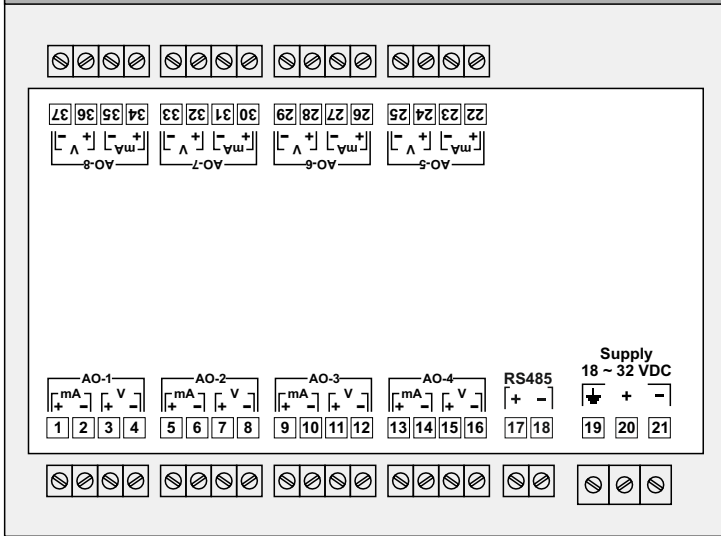 37 36 35 34 33 32 31 30 29 28 27 26 25 24 23 22
− + − + − + − + − + − + − + − +
V mA V mA V mA V mA
AO-8 AO-7 AO-6 AO-5
Supply
18 ~ 32 VDC
AO-1 AO-2 AO-3 AO-4 RS485
mA V mA V mA V mA V
+ − + − + − + − + − + − + − + − + − + −
1 2 3 4 5 6 7 8 9 10 11 12 13 14 15 16 17 18 19 20 21